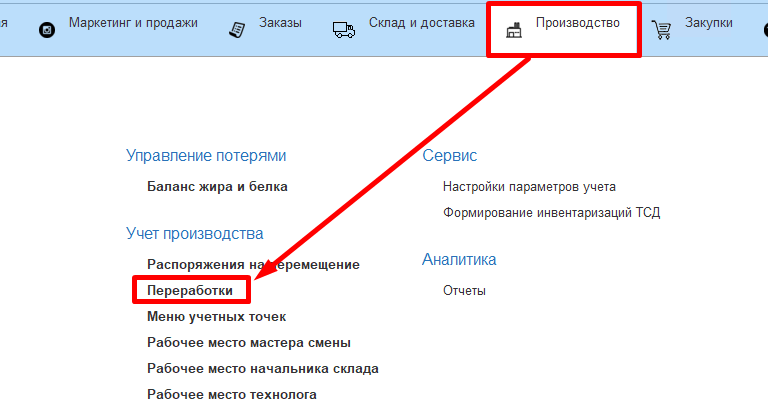 я Маркетинг и продажи Заказы Склад и доставка Производство Закупки
Управление потерями
Баланс жира и белка
Учет производства
Распоряжения на перемещение
Переработки
Меню учетных точек
Рабочее место мастера смены
Рабочее место начальника склада
Рабочее место технолога
Сервис
Настройки параметров учета
Формирование инвентаризаций ТСД
Аналитика
Отчеты